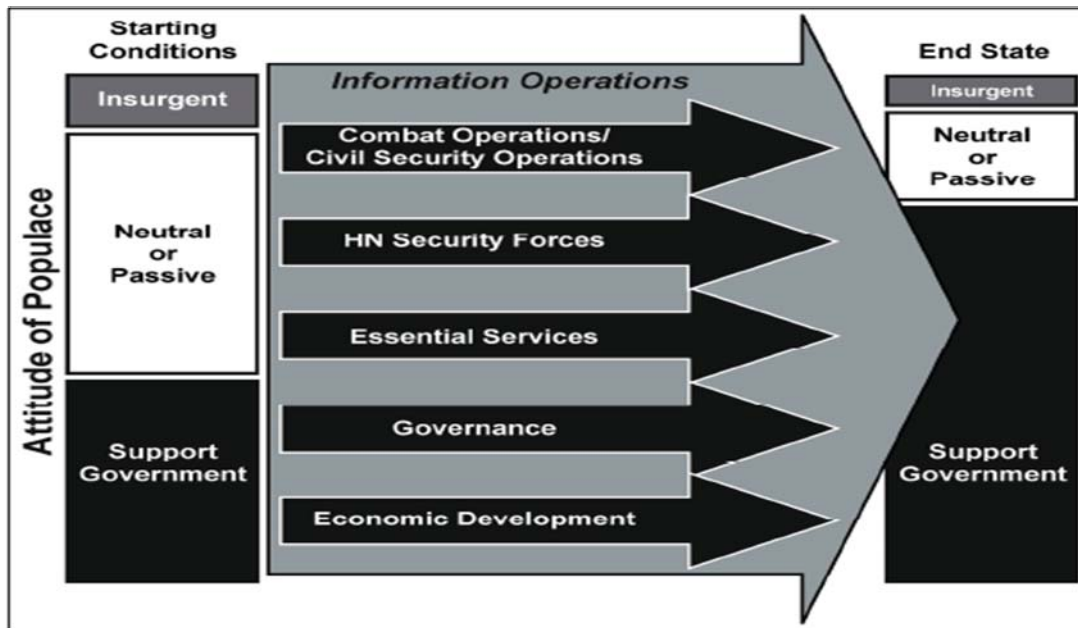 Attitude of Populace
Starting
Conditions
Insurgent
Neutral
or
Passive
Support
Government
Information Operations
Combat Operations/
Civil Security Operations
HN Security Forces
Essential Services
Governance
Economic Development
End State
Insurgent
Neutral
or
Passive
Support
Government